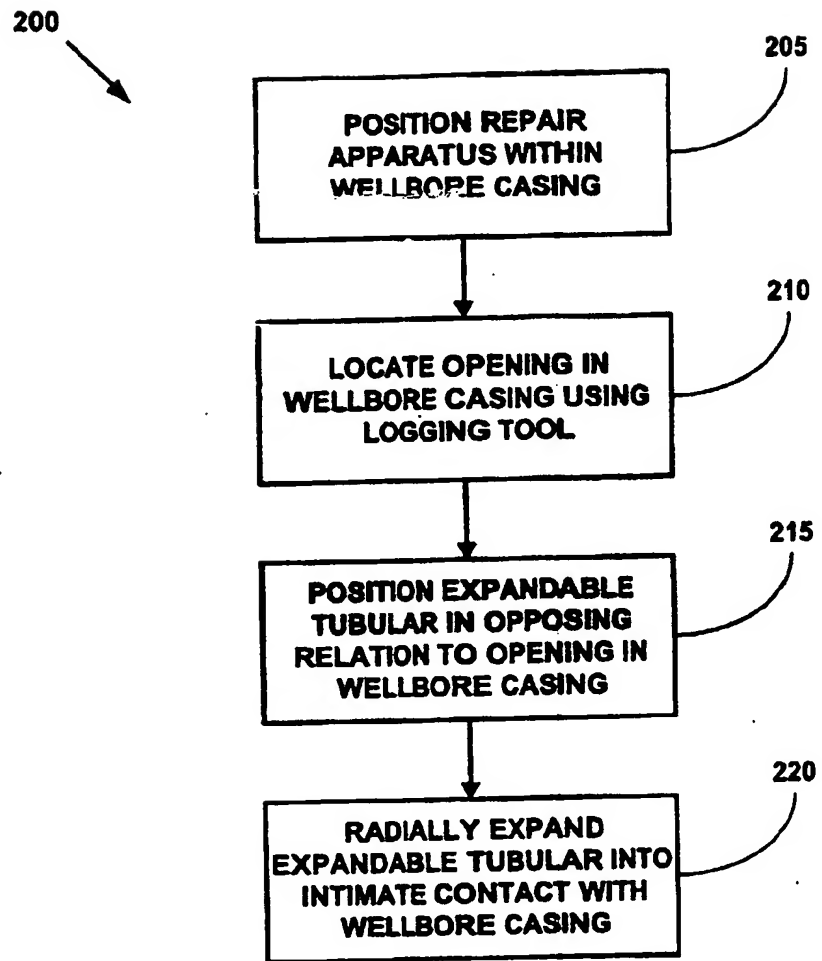 200
205
POSITION REPAIR
APPARATUS WITHIN
WELLBORE CASING
210
LOCATE OPENING IN
WELLBORE CASING USING
LOGGING TOOL
215
POSITION EXPANDABLE
TUBULAR IN OPPOSING
RELATION TO OPENING IN
WELLBORE CASING
220
RADIALLY EXPAND
EXPANDABLE TUBULAR INTO
INTIMATE CONTACT WITH
WELLBORE CASING